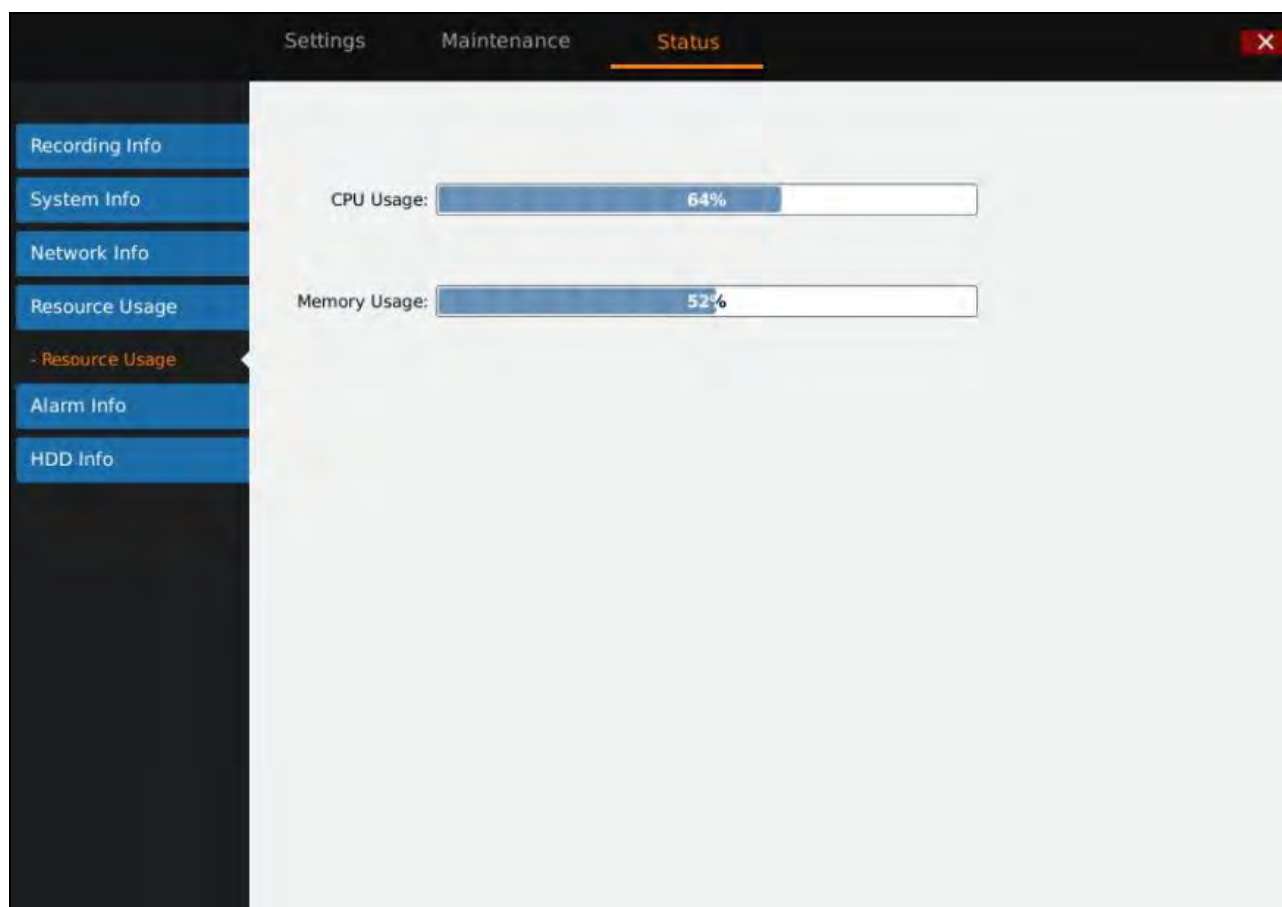 Settings Maintenance Status
Recording Info
System Info
Network Info
Resource Usage
- Resource Usage
Alarm Info
HDD Info
CPU Usage: 64%
Memory Usage: 52%